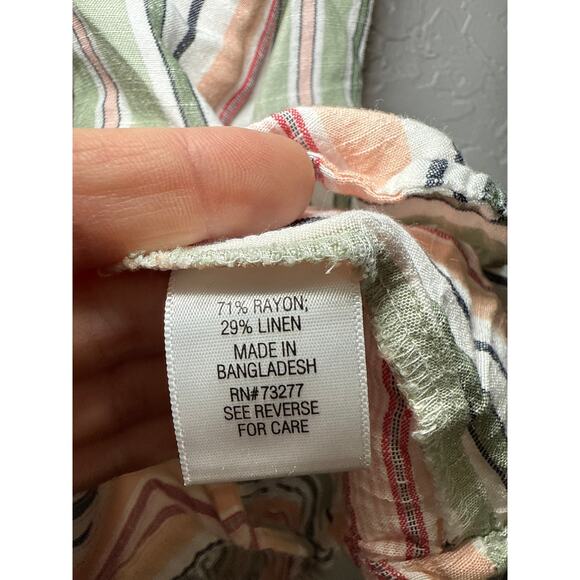 71% RAYON;
29% LINEN
MADE IN
BANGLADESH
RN#73277
SEE REVERSE
FOR CARE